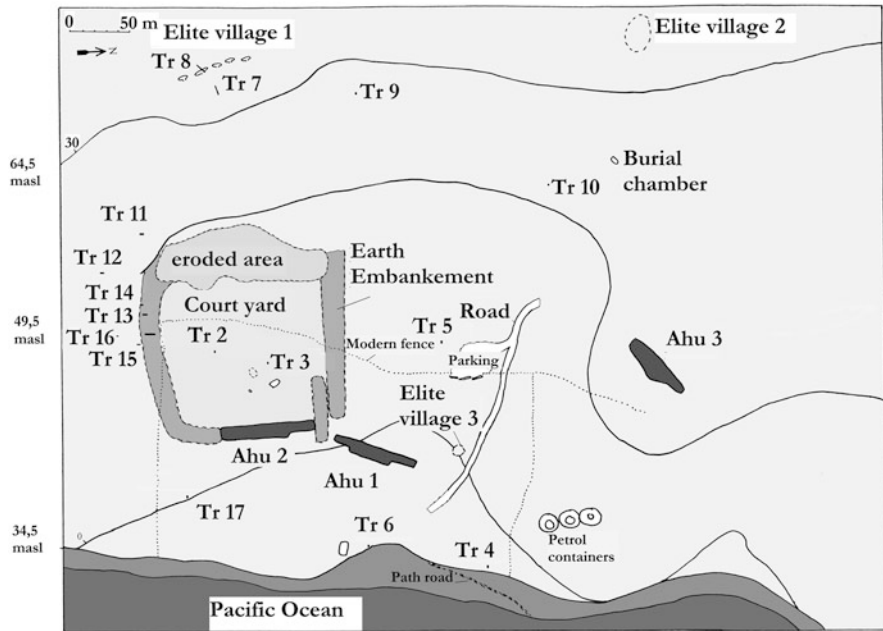 0 50 m
Elite village 1
Elite village 2
Z
Tr 8
Tr 7
Tr 9
30
64,5
masl
Burial
chamber
Tr 10
Tr 11
Tr 12
eroded area
Earth
Embankement
Tr 14
Court yard
Tr 13
Road
49,5
masl
Tr 16
Tr 2
Tr 5
Ahu 3
Modern fence
Tr 15
Tr 3
Parking
Elite
village 3
Ahu 2
Ahu 1
Tr 17
34,5
masl
0
Tr 6
Petrol
containers
Tr 4
Path road
Pacific Ocean